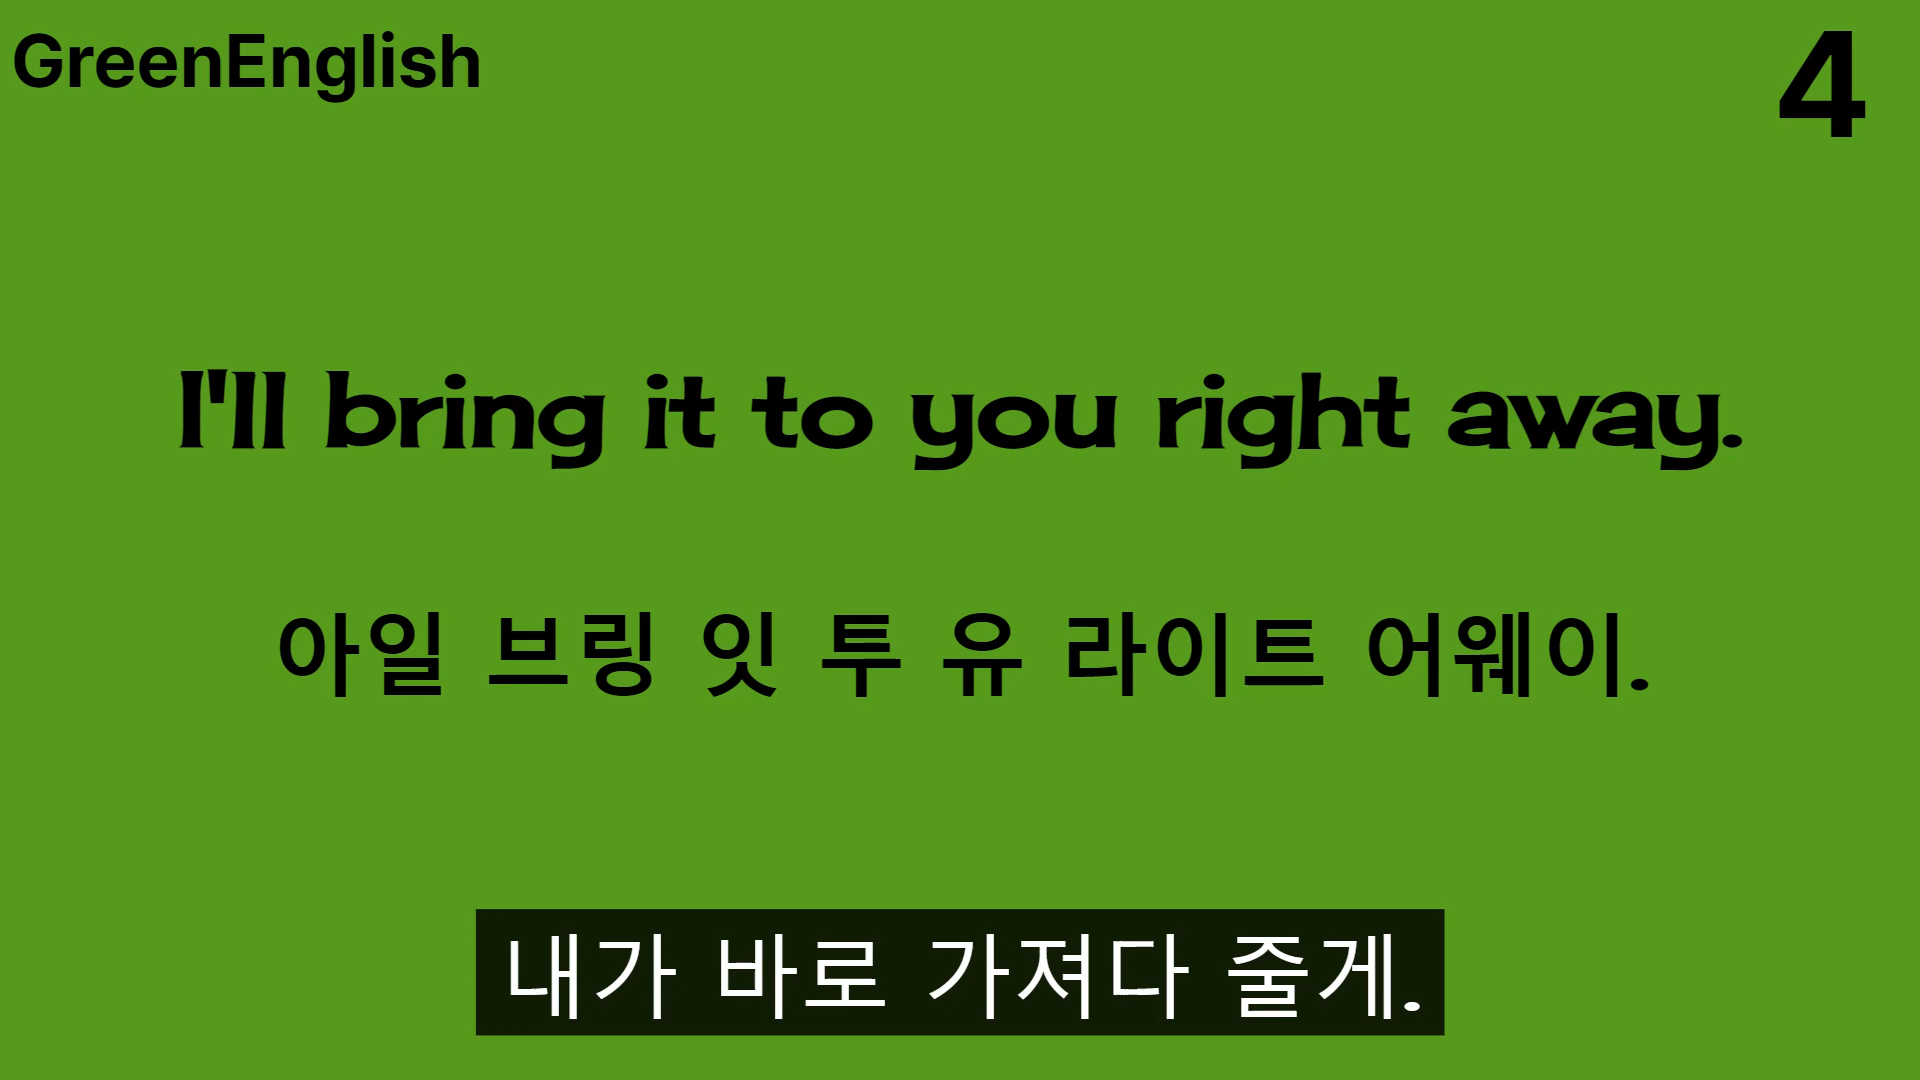 GreenEnglish
4
I'll bring it to you right away.
아일 브링 잇 투 유 라이트 어웨이.
내가 바로 가져다 줄게.